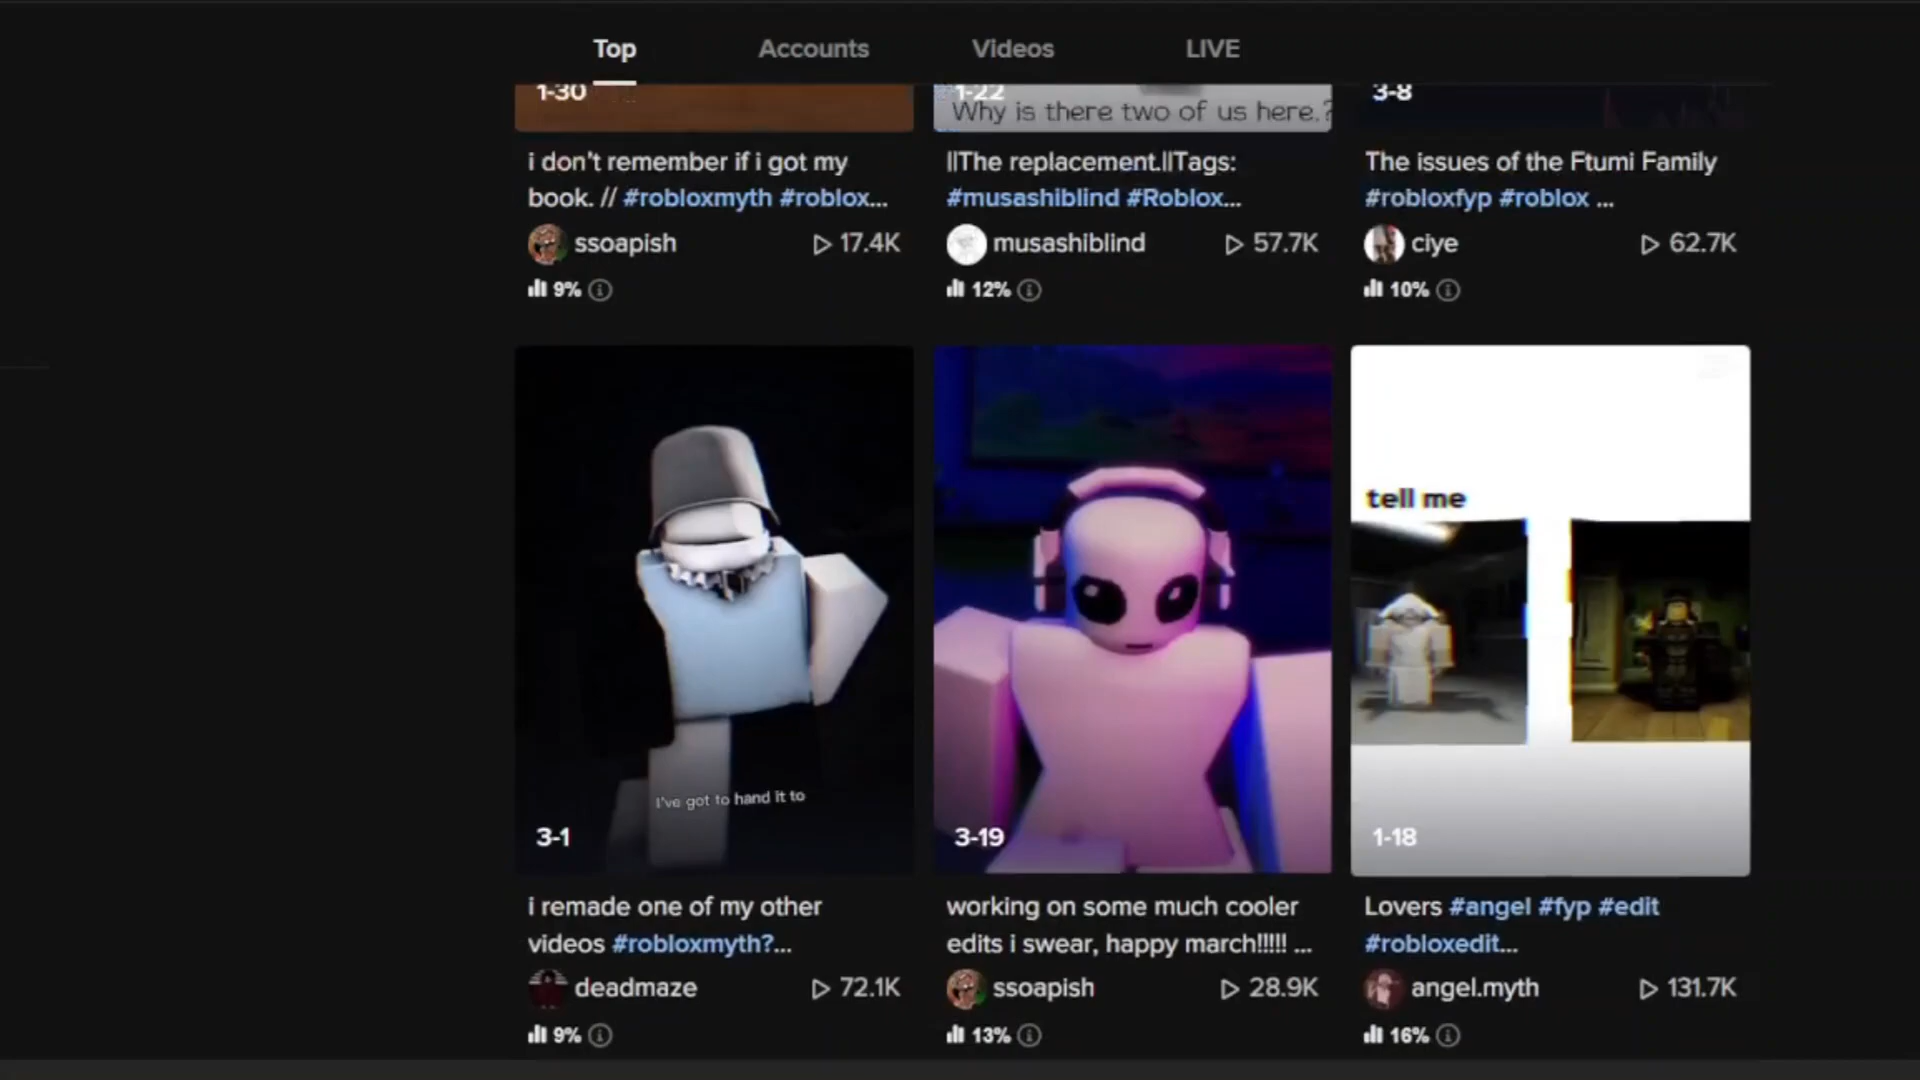 Top Accounts Videos LIVE
1-30 1-22 3-8
Why is there two of us here.?
i don't remember if i got my
book. // #robloxmyth #roblox...
ssoapish 17.4K
9%
||The replacement.||Tags:
#musashiblind #Roblox...
musashiblind 57.7K
12%
The issues of the Ftumi Family
#robloxfyp #roblox ...
ciye 62.7K
10%
I've got to hand it to
3-1
i remade one of my other
videos #robloxmyth?...
deadmaze 72.1K
9%
3-19
working on some much cooler
edits i swear, happy march!!!!! ...
ssoapish 28.9K
13%
tell me
1-18
Lovers #angel #fyp #edit
#robloxedit...
angel.myth 131.7K
16%